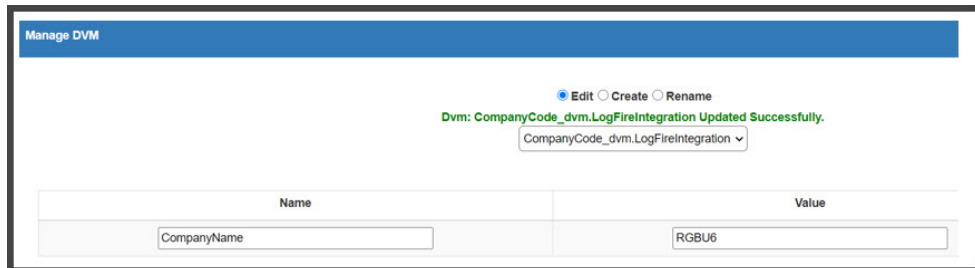 Manage DVM
Edit Create Rename
Dvm: CompanyCode_dvm.LogFireIntegration Updated Successfully.
CompanyCode_dvm.LogFireIntegration
Name Value
CompanyName RGBU6